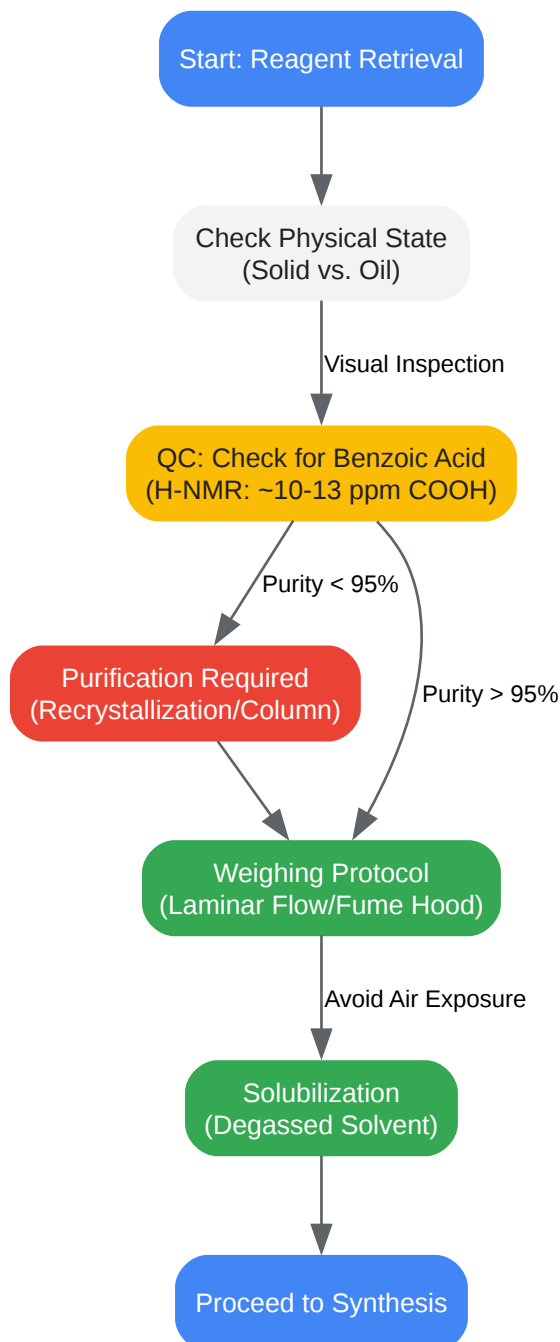 Start: Reagent Retrieval
Check Physical State
(Solid vs. Oil)
Visual Inspection
QC: Check for Benzoic Acid
(H-NMR: ~10-13 ppm COOH)
Purity < 95%
Purification Required
(Recrystallization/Column)
Purity > 95%
Weighing Protocol
(Laminar Flow/Fume Hood)
Avoid Air Exposure
Solubilization
(Degassed Solvent)
Proceed to Synthesis